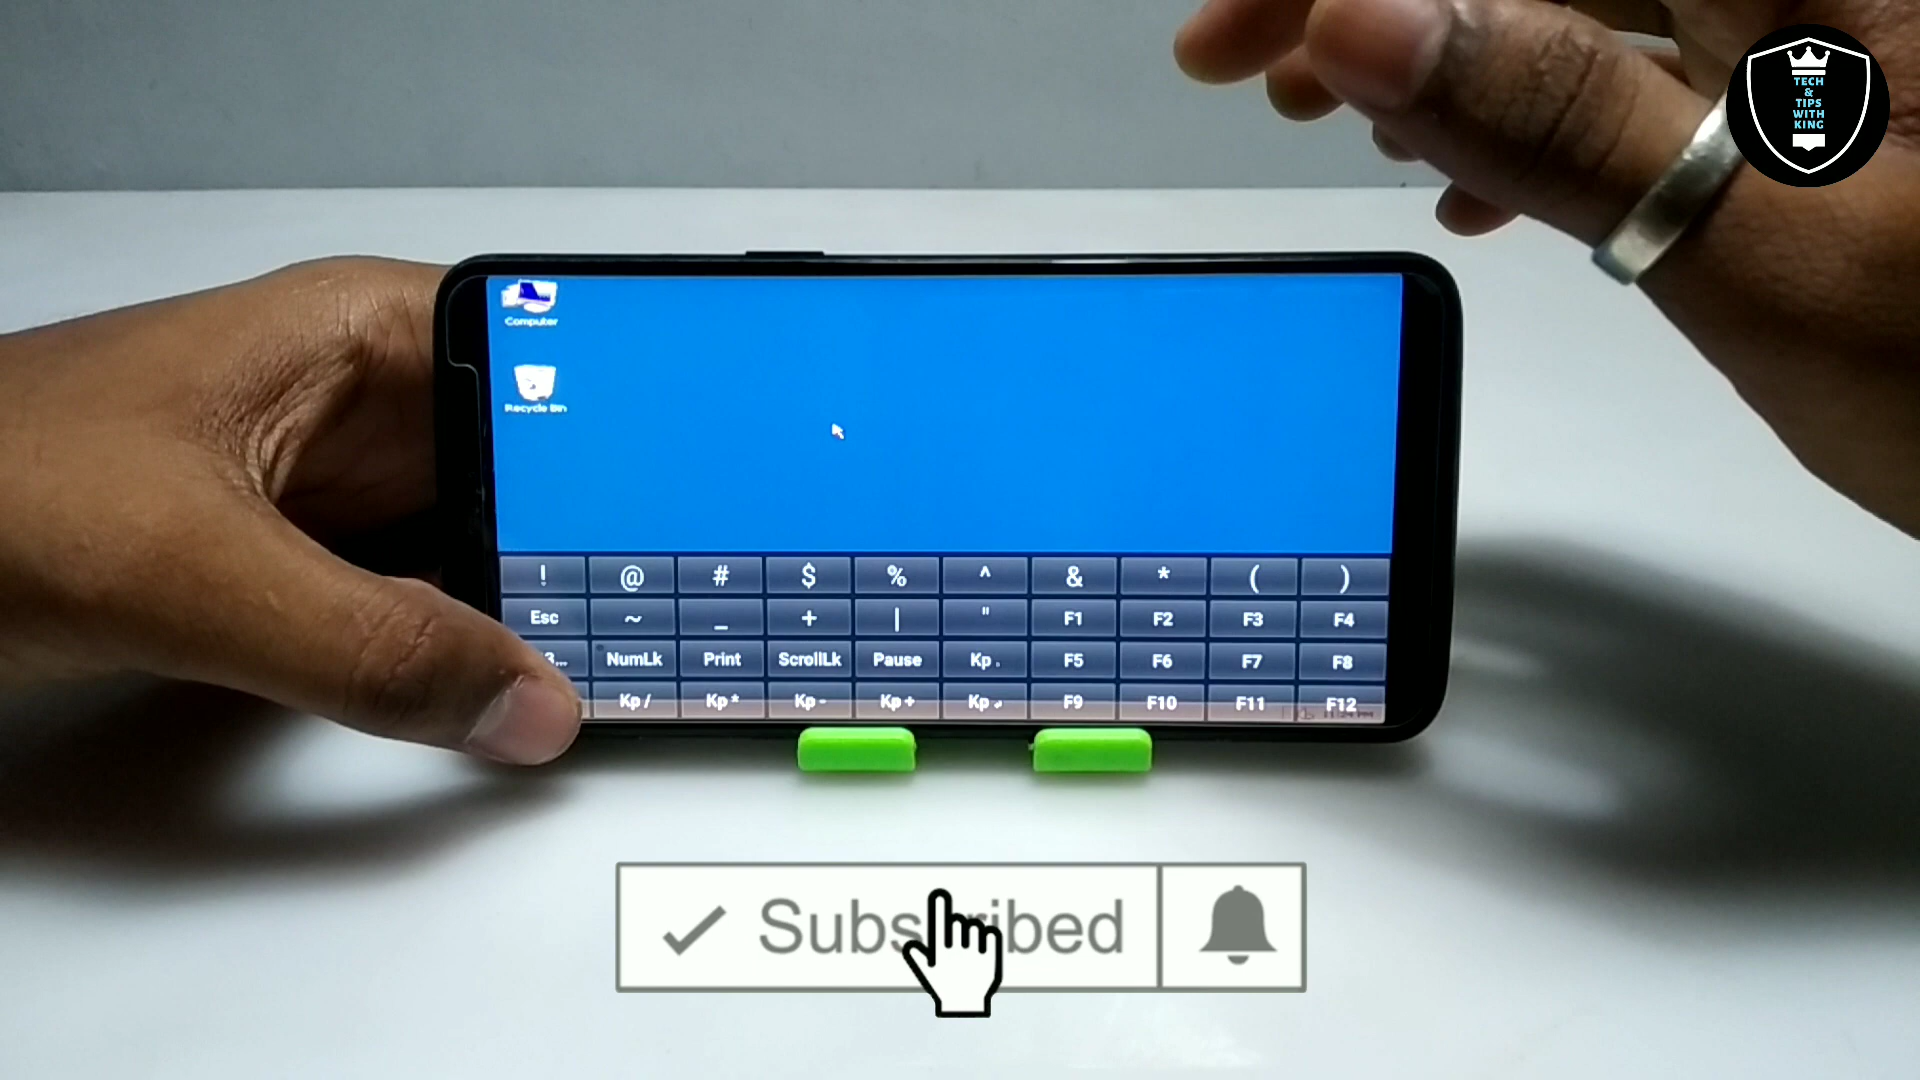 TECH
&
TIPS
WITH
KING
Computer
Recycle Bin
! @ # $ % ^ & * ( )
Esc ~ _ + | " F1 F2 F3 F4
NumLk Print ScrollLk Pause Kp . F5 F6 F7 F8
Kp / Kp * Kp - Kp + Kp F9 F10 F11 F12
Subscribed